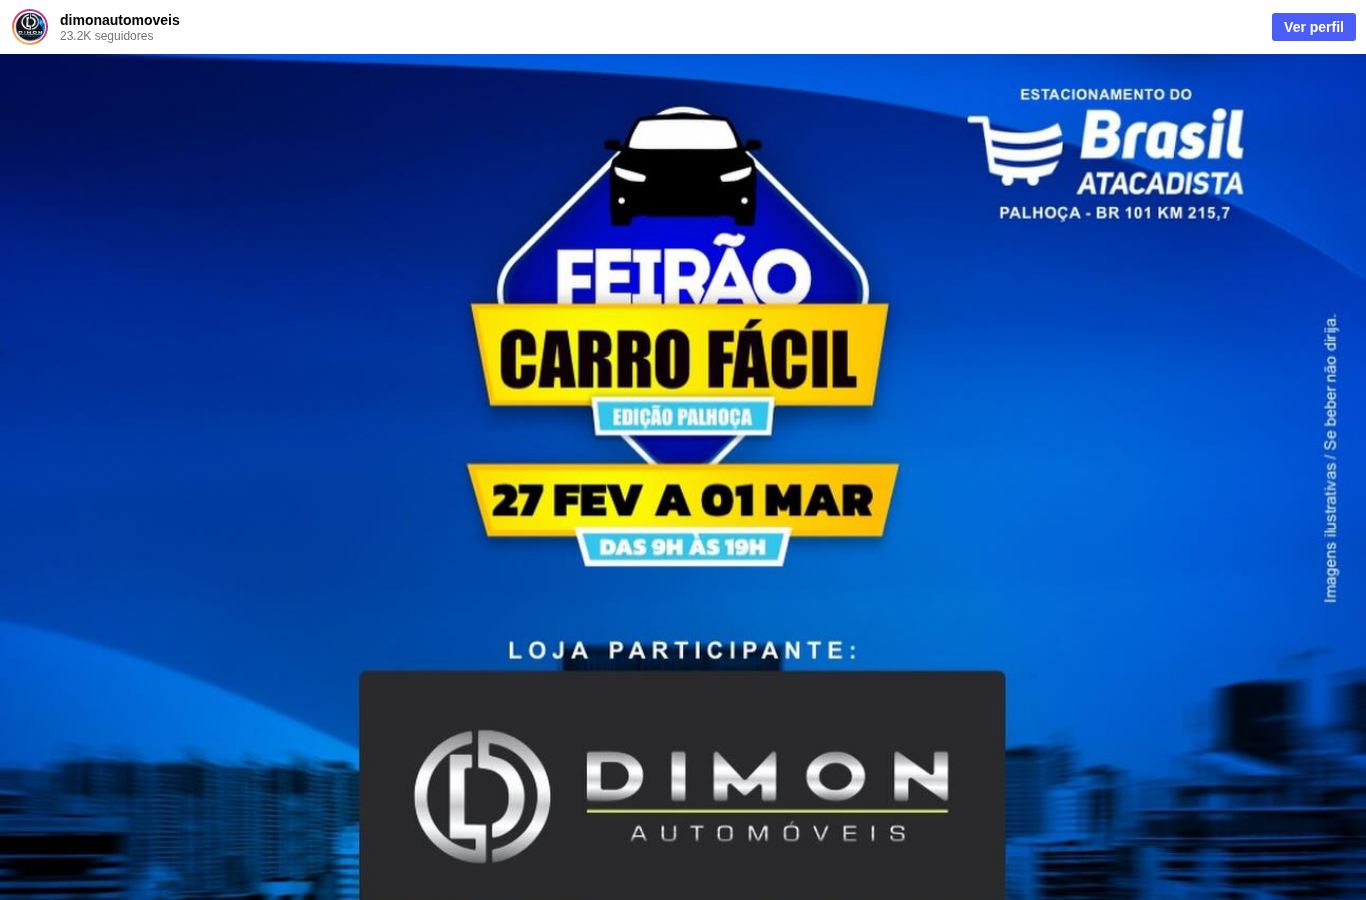 dimonautomoveis
23.2K seguidores
Ver perfil
ESTACIONAMENTO DO
Brasil
ATACADISTA
PALHOÇA - BR 101 KM 215,7
FEIRÃO
CARRO FÁCIL
EDIÇÃO PALHOÇA
27 FEV A 01 MAR
DAS 9H ÀS 19H
Imagens ilustrativas / Se beber não dirija.
LOJA PARTICIPANTE:
DIMON
AUTOMÓVEIS